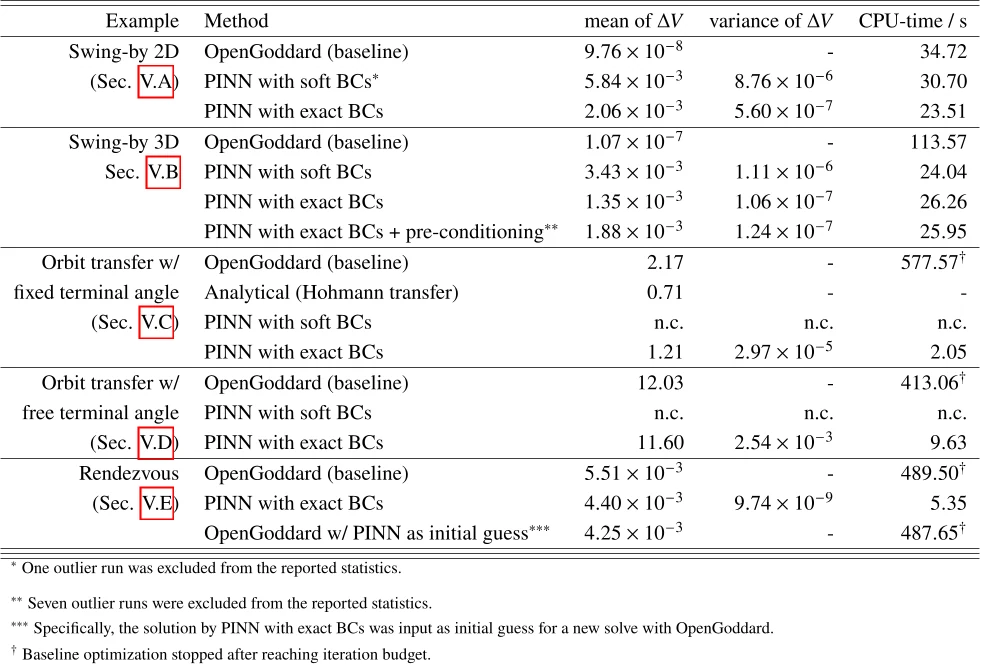 Example Method mean of ΔV variance of ΔV CPU-time / s
Swing-by 2D OpenGoddard (baseline) 9.76 × 10⁻⁸ - 34.72
(Sec. V.A) PINN with soft BCs* 5.84 × 10⁻³ 8.76 × 10⁻⁶ 30.70
PINN with exact BCs 2.06 × 10⁻³ 5.60 × 10⁻⁷ 23.51
Swing-by 3D OpenGoddard (baseline) 1.07 × 10⁻⁷ - 113.57
Sec. V.B PINN with soft BCs 3.43 × 10⁻³ 1.11 × 10⁻⁶ 24.04
PINN with exact BCs 1.35 × 10⁻³ 1.06 × 10⁻⁷ 26.26
PINN with exact BCs + pre-conditioning** 1.88 × 10⁻³ 1.24 × 10⁻⁷ 25.95
Orbit transfer w/ OpenGoddard (baseline) 2.17 - 577.57†
fixed terminal angle Analytical (Hohmann transfer) 0.71 - -
(Sec. V.C) PINN with soft BCs n.c. n.c. n.c.
PINN with exact BCs 1.21 2.97 × 10⁻⁵ 2.05
Orbit transfer w/ OpenGoddard (baseline) 12.03 - 413.06†
free terminal angle PINN with soft BCs n.c. n.c. n.c.
(Sec. V.D) PINN with exact BCs 11.60 2.54 × 10⁻³ 9.63
Rendezvous OpenGoddard (baseline) 5.51 × 10⁻³ - 489.50†
(Sec. V.E) PINN with exact BCs 4.40 × 10⁻³ 9.74 × 10⁻⁹ 5.35
OpenGoddard w/ PINN as initial guess*** 4.25 × 10⁻³ - 487.65†
* One outlier run was excluded from the reported statistics.
** Seven outlier runs were excluded from the reported statistics.
*** Specifically, the solution by PINN with exact BCs was input as initial guess for a new solve with OpenGoddard.
† Baseline optimization stopped after reaching iteration budget.